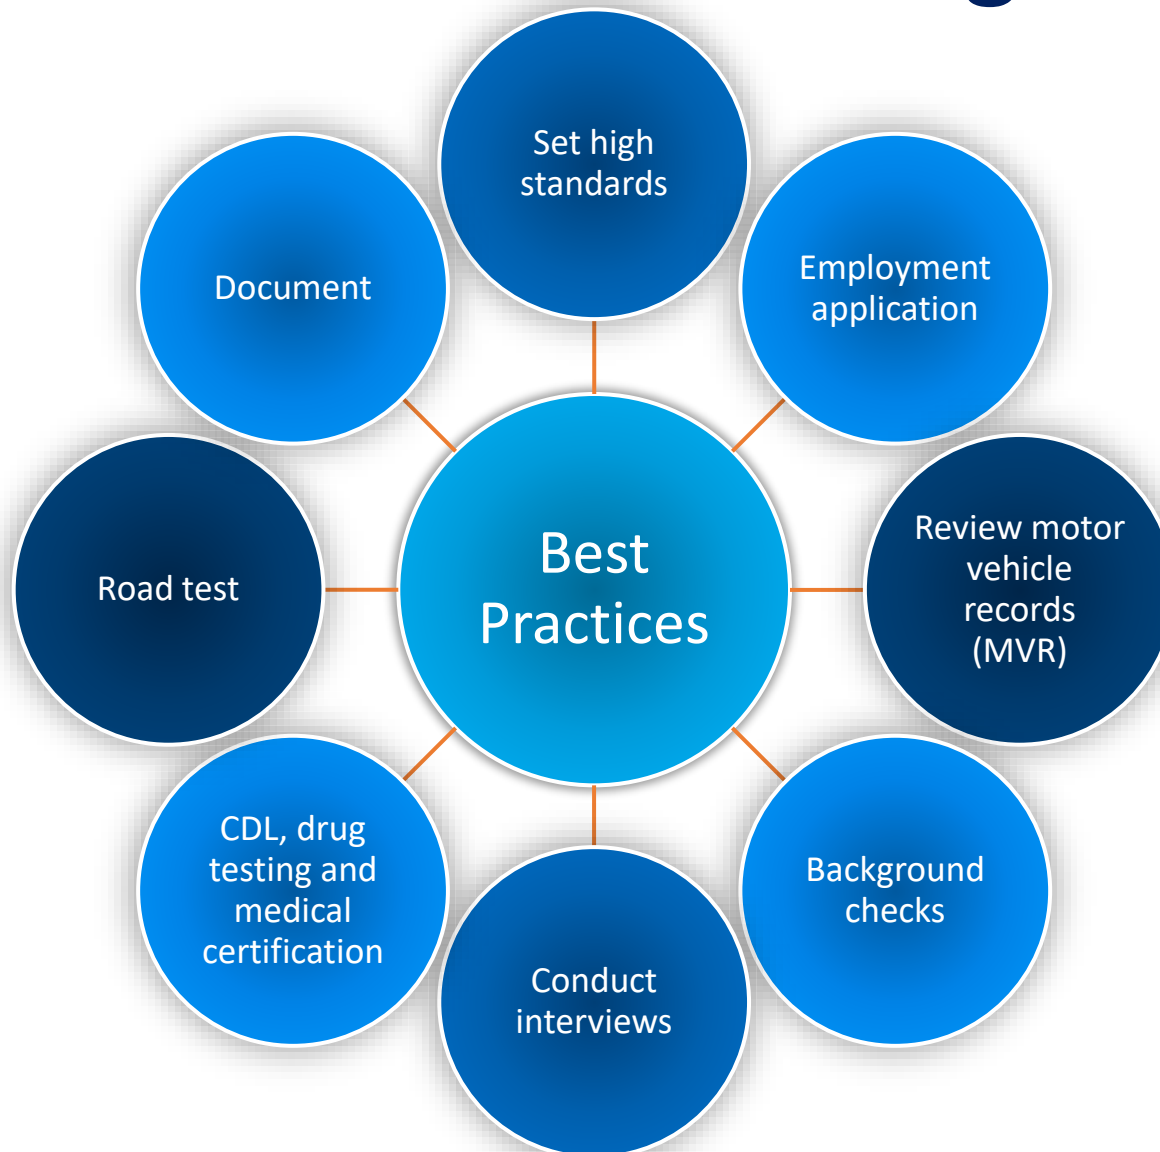 Best
Practices
Set high
standards
Employment
application
Review motor
vehicle
records
(MVR)
Background
checks
Conduct
interviews
CDL, drug
testing and
medical
certification
Road test
Document